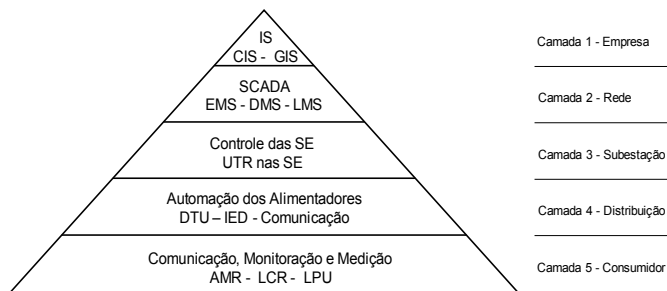 IS
CIS - GIS
Camada 1 - Empresa
SCADA
EMS - DMS - LMS
Camada 2 - Rede
Controle das SE
UTR nas SE
Camada 3 - Subestação
Automação dos Alimentadores
DTU – IED - Comunicação
Camada 4 - Distribuição
Comunicação, Monitoração e Medição
AMR - LCR - LPU
Camada 5 - Consumidor